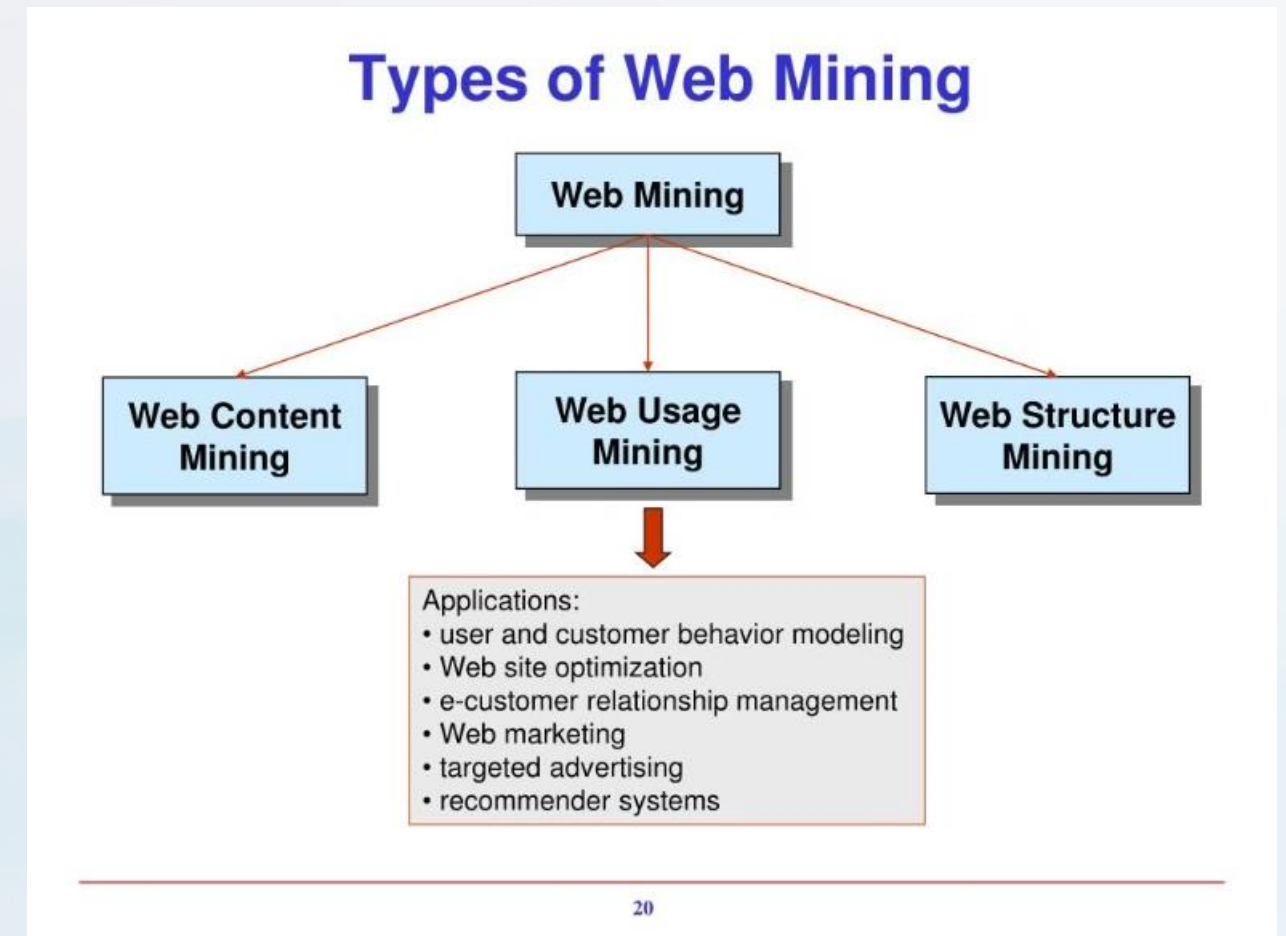 Types of Web Mining
Web Mining
Web Content
Mining
Web Usage
Mining
Web Structure
Mining
Applications:
• user and customer behavior modeling
• Web site optimization
• e-customer relationship management
• Web marketing
• targeted advertising
• recommender systems
20